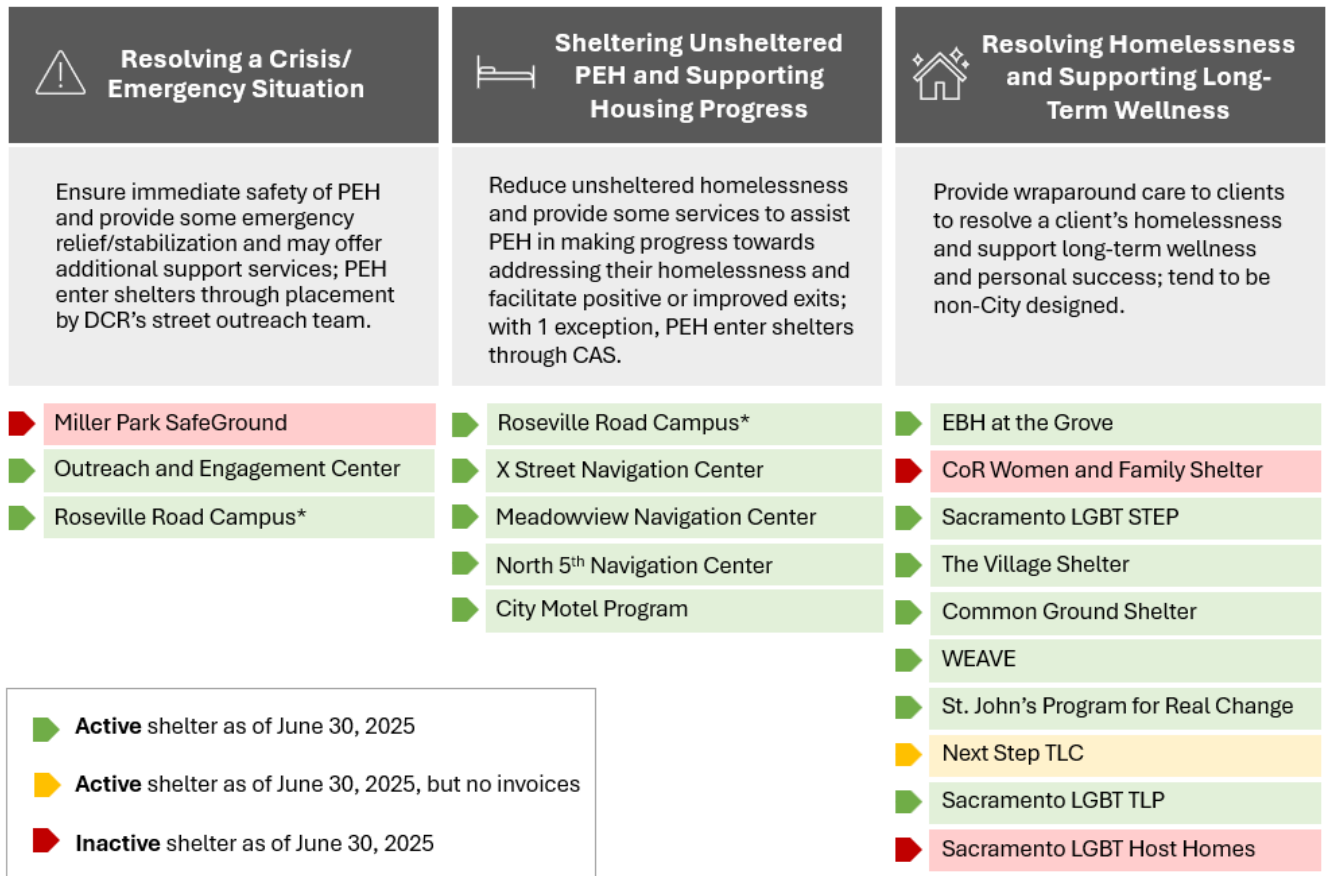 Resolving a Crisis/
Emergency Situation
Ensure immediate safety of PEH
and provide some emergency
relief/stabilization and may offer
additional support services; PEH
enter shelters through placement
by DCR's street outreach team.
Miller Park SafeGround
Outreach and Engagement Center
Roseville Road Campus*
Sheltering Unsheltered
PEH and Supporting
Housing Progress
Reduce unsheltered homelessness
and provide some services to assist
PEH in making progress towards
addressing their homelessness and
facilitate positive or improved exits;
with 1 exception, PEH enter shelters
through CAS.
Roseville Road Campus*
X Street Navigation Center
Meadowview Navigation Center
North 5th Navigation Center
City Motel Program
Resolving Homelessness
and Supporting Long-
Term Wellness
Provide wraparound care to clients
to resolve a client's homelessness
and support long-term wellness
and personal success; tend to be
non-City designed.
EBH at the Grove
CoR Women and Family Shelter
Sacramento LGBT STEP
The Village Shelter
Common Ground Shelter
WEAVE
St. John's Program for Real Change
Next Step TLC
Sacramento LGBT TLP
Sacramento LGBT Host Homes
Active shelter as of June 30, 2025
Active shelter as of June 30, 2025, but no invoices
Inactive shelter as of June 30, 2025